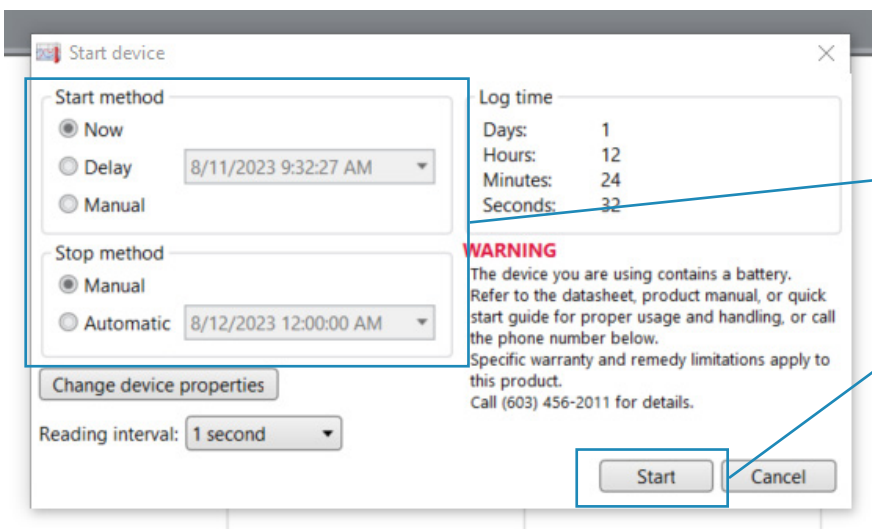 Start device
Start method
Now
Delay 8/11/2023 9:32:27 AM
Manual
Stop method
Manual
Automatic 8/12/2023 12:00:00 AM
Change device properties
Reading interval: 1 second
Log time
Days: 1
Hours: 12
Minutes: 24
Seconds: 32
WARNING
The device you are using contains a battery.
Refer to the datasheet, product manual, or quick
start guide for proper usage and handling, or call
the phone number below.
Specific warranty and remedy limitations apply to
this product.
Call (603) 456-2011 for details.
Start Cancel